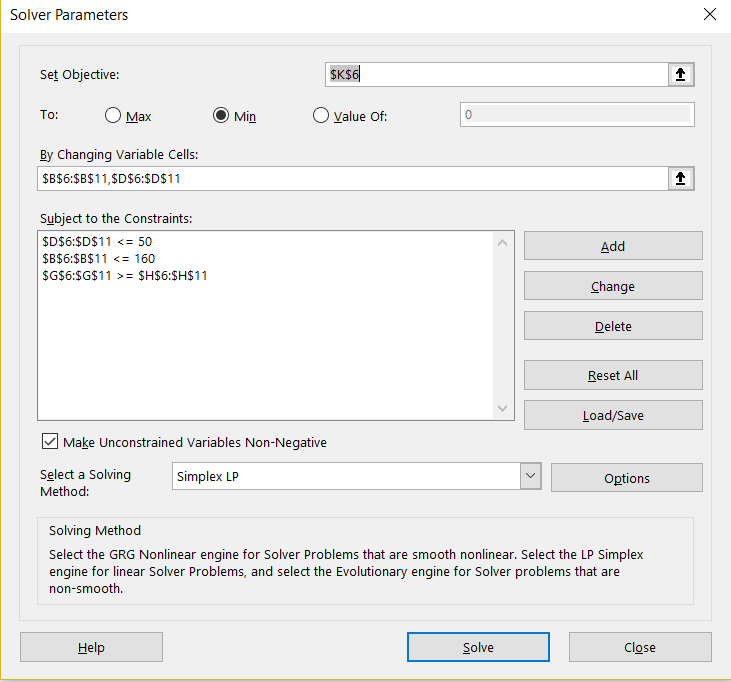 Solver Parameters
Set Objective:
$K$6
To:
Max
Min
Value Of:
0
By Changing Variable Cells:
$B$6:$B$11,$D$6:$D$11
Subject to the Constraints:
$D$6:$D$11 <= 50
$B$6:$B$11 <= 160
$G$6:$G$11 >= $H$6:$H$11
Add
Change
Delete
Reset All
Load/Save
Make Unconstrained Variables Non-Negative
Select a Solving
Method:
Simplex LP
Options
Solving Method
Select the GRG Nonlinear engine for Solver Problems that are smooth nonlinear. Select the LP Simplex
engine for linear Solver Problems, and select the Evolutionary engine for Solver problems that are
non-smooth.
Help
Solve
Close